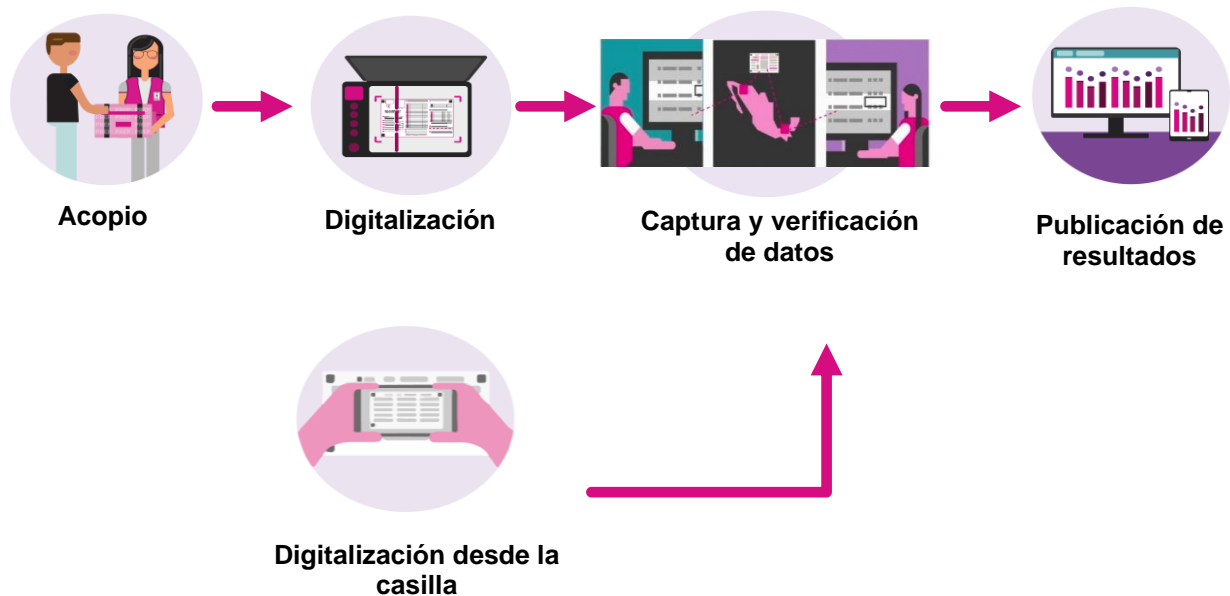 Acopio
Digitalización
Captura y verificación
de datos
Publicación de
resultados
Digitalización desde la
casilla